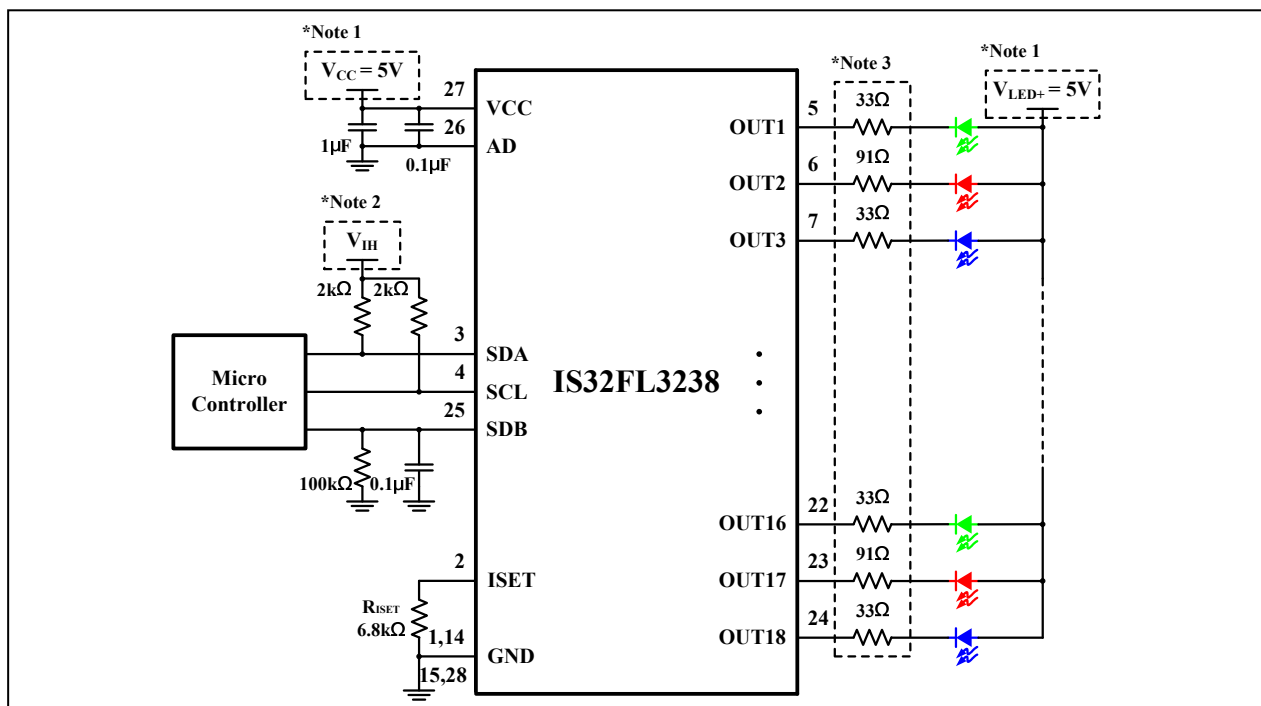 *Note 1
VCC = 5V
27
VCC
26
AD
1µF
0.1µF
*Note 2
VIH
2kΩ 2kΩ
3
SDA
4
SCL
25
SDB
Micro
Controller
100kΩ
0.1µF
2
ISET
RISET
6.8kΩ
1,14
GND
15,28
IS32FL3238
*Note 3
*Note 1
VLED+ = 5V
OUT1
5
33Ω
OUT2
6
91Ω
OUT3
7
33Ω
OUT16
22
33Ω
OUT17
23
91Ω
OUT18
24
33Ω